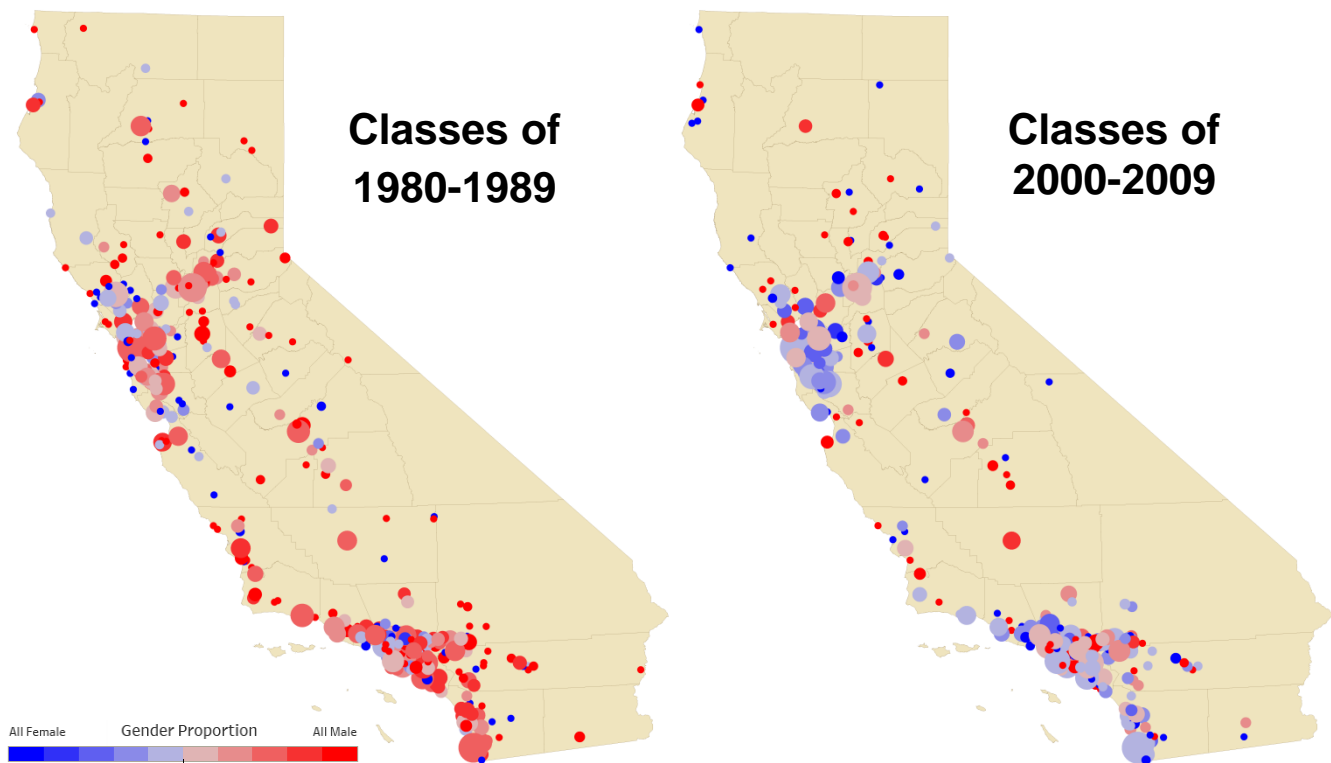 Classes of
1980-1989
Classes of
2000-2009
All Female
Gender Proportion
All Male